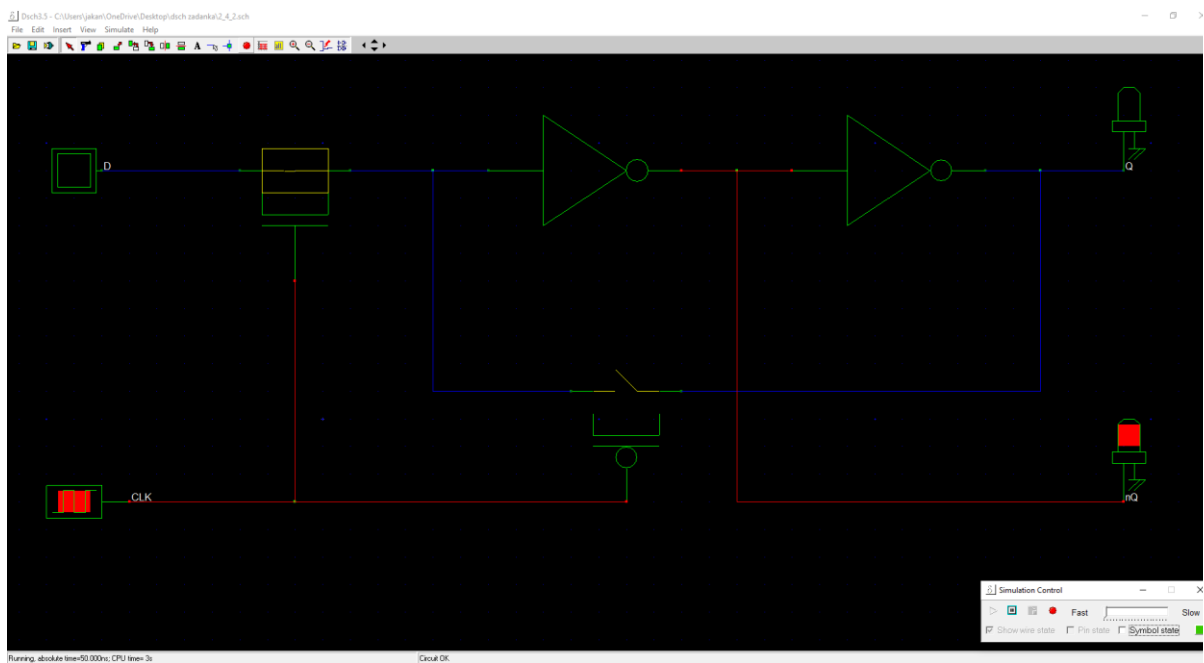 Dsch3.5 - C:\Users\jakan\OneDrive\Desktop\dsch zadanka\2_4_2.sch
File Edit Insert View Simulate Help
D
Q
CLK
nQ
Simulation Control
Fast Slow
Show wire state Pin state Symbol state
Running, absolute time=50.000ns; CPU time= 3s
Circuit OK